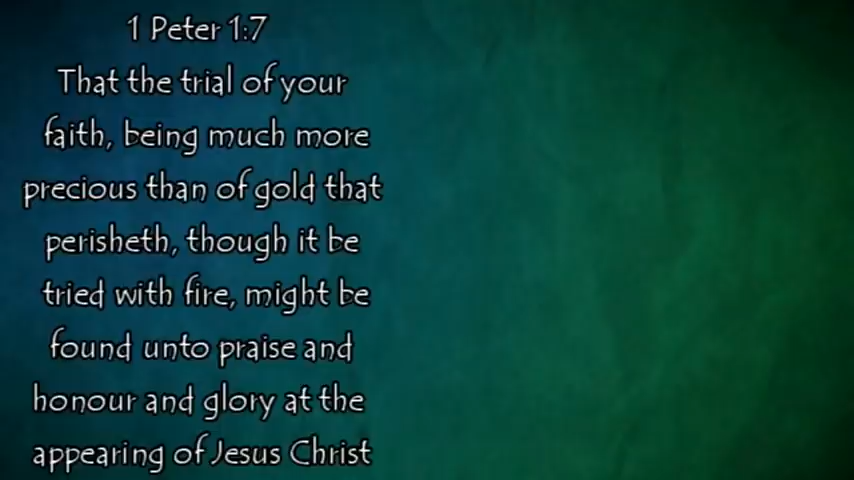 1 Peter 1:7
That the trial of your
faith, being much more
precious than of gold that
perisheth, though it be
tried with fire, might be
found unto praise and
honour and glory at the
appearing of Jesus Christ